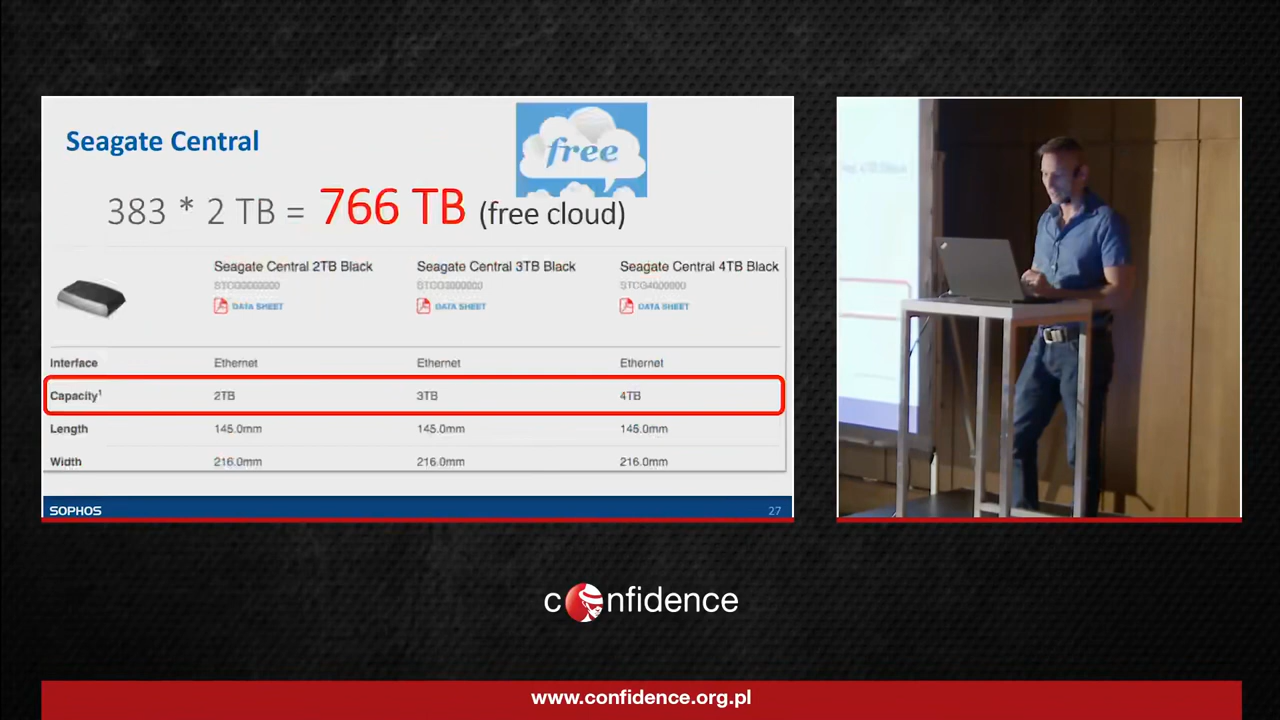 Seagate Central
free
383 * 2 TB = 766 TB (free cloud)
Seagate Central 2TB Black Seagate Central 3TB Black Seagate Central 4TB Black
STCG4000800
DATA SHEET DATA SHEET DATA SHEET
Interface Ethernet Ethernet Ethernet
Capacity¹ 2TB 3TB 4TB
Length 145.0mm 145.0mm 145.0mm
Width 216.0mm 216.0mm 216.0mm
SOPHOS 27
confidence
www.confidence.org.pl